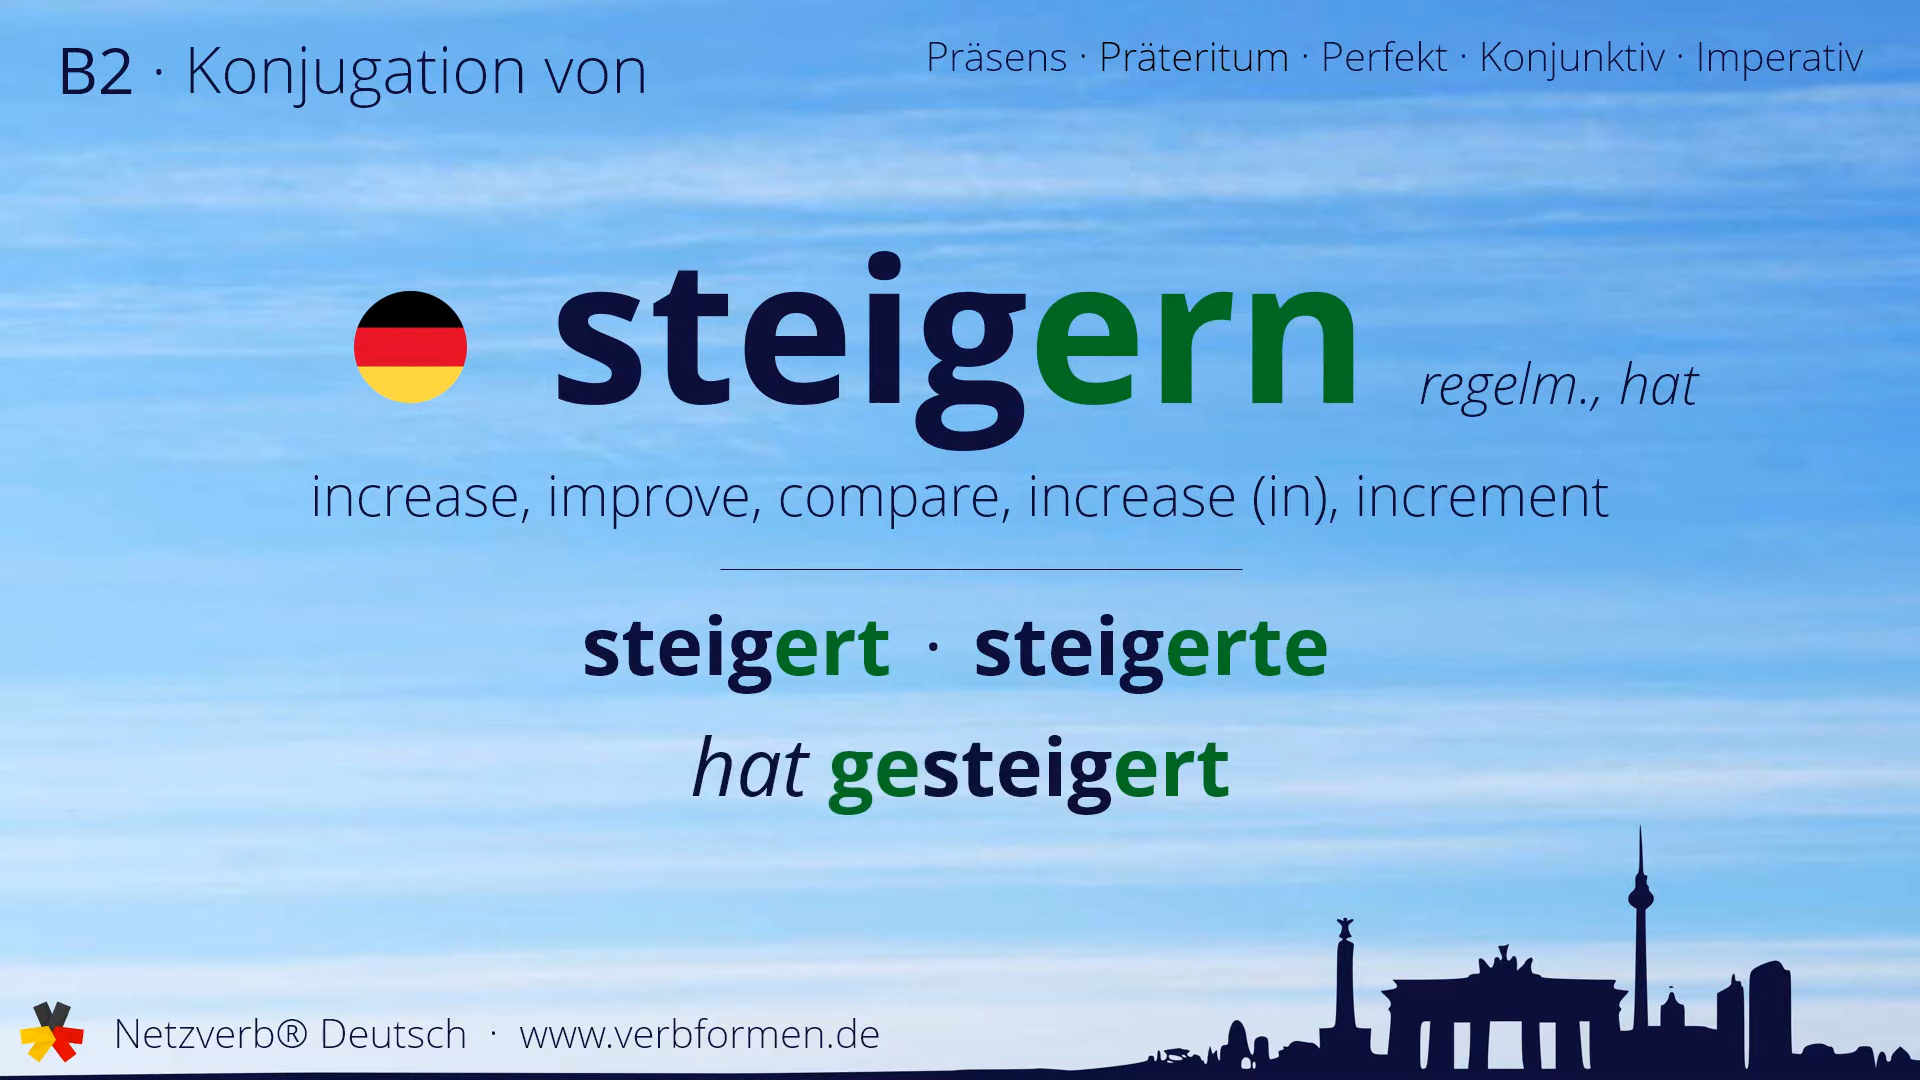 B2 · Konjugation von
Präsens · Präteritum · Perfekt · Konjunktiv · Imperativ
steigern regelm., hat
increase, improve, compare, increase (in), increment
steigert · steigerte
hat gesteigert
Netzverb® Deutsch · www.verbformen.de